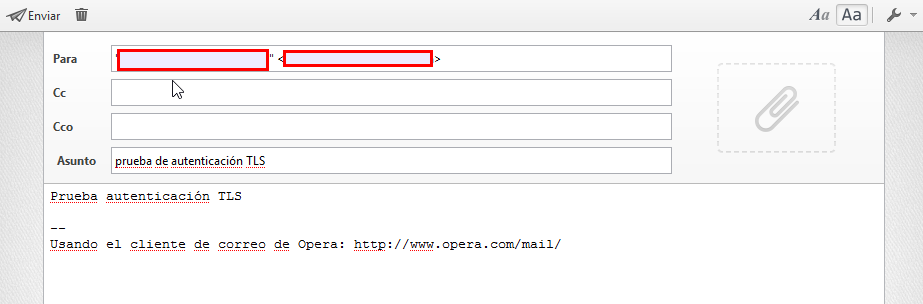 Enviar
Aa Aa
Para " " < >
Cc
Cco
Asunto prueba de autenticación TLS
Prueba autenticación TLS
--
Usando el cliente de correo de Opera: http://www.opera.com/mail/